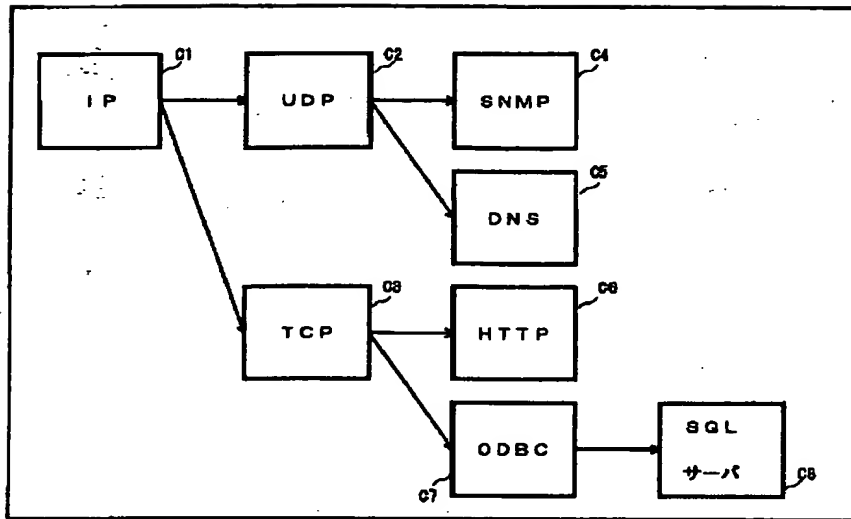 C1
IP
C2
UDP
C4
SNMP
C5
DNS
C3
TCP
C6
HTTP
C7
ODBC
SQL
サーバ
C8